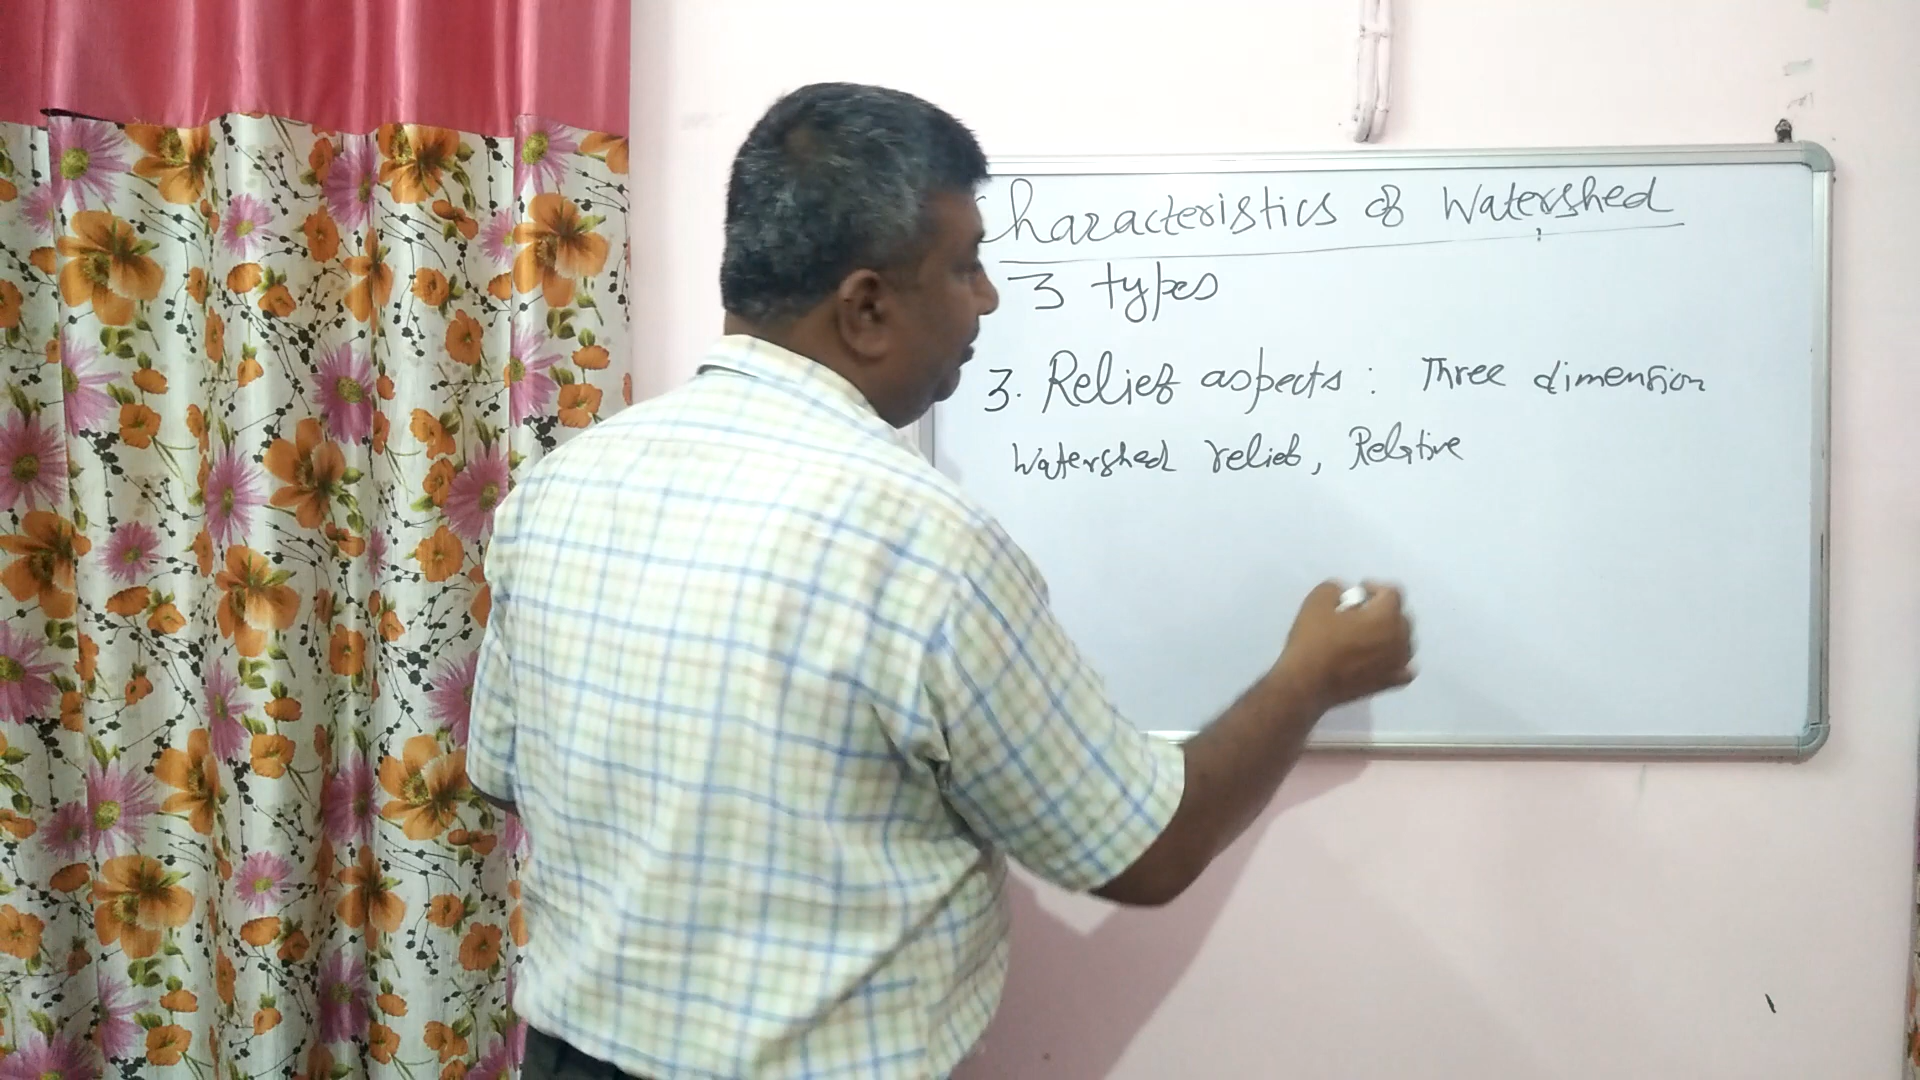 Characteristics of Watershed
3 types
3. Relief aspects : Three dimension
Watershed relief, Relative